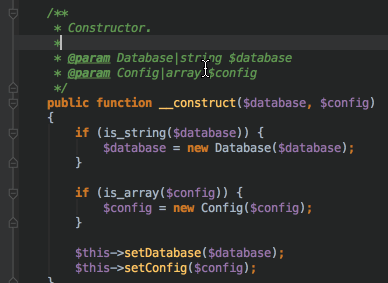 /**
 * Constructor.
 *
 * @param Database|string $database
 * @param Config|array $config
 */
public function __construct($database, $config)
{
    if (is_string($database)) {
        $database = new Database($database);
    }

    if (is_array($config)) {
        $config = new Config($config);
    }

    $this->setDatabase($database);
    $this->setConfig($config);
}